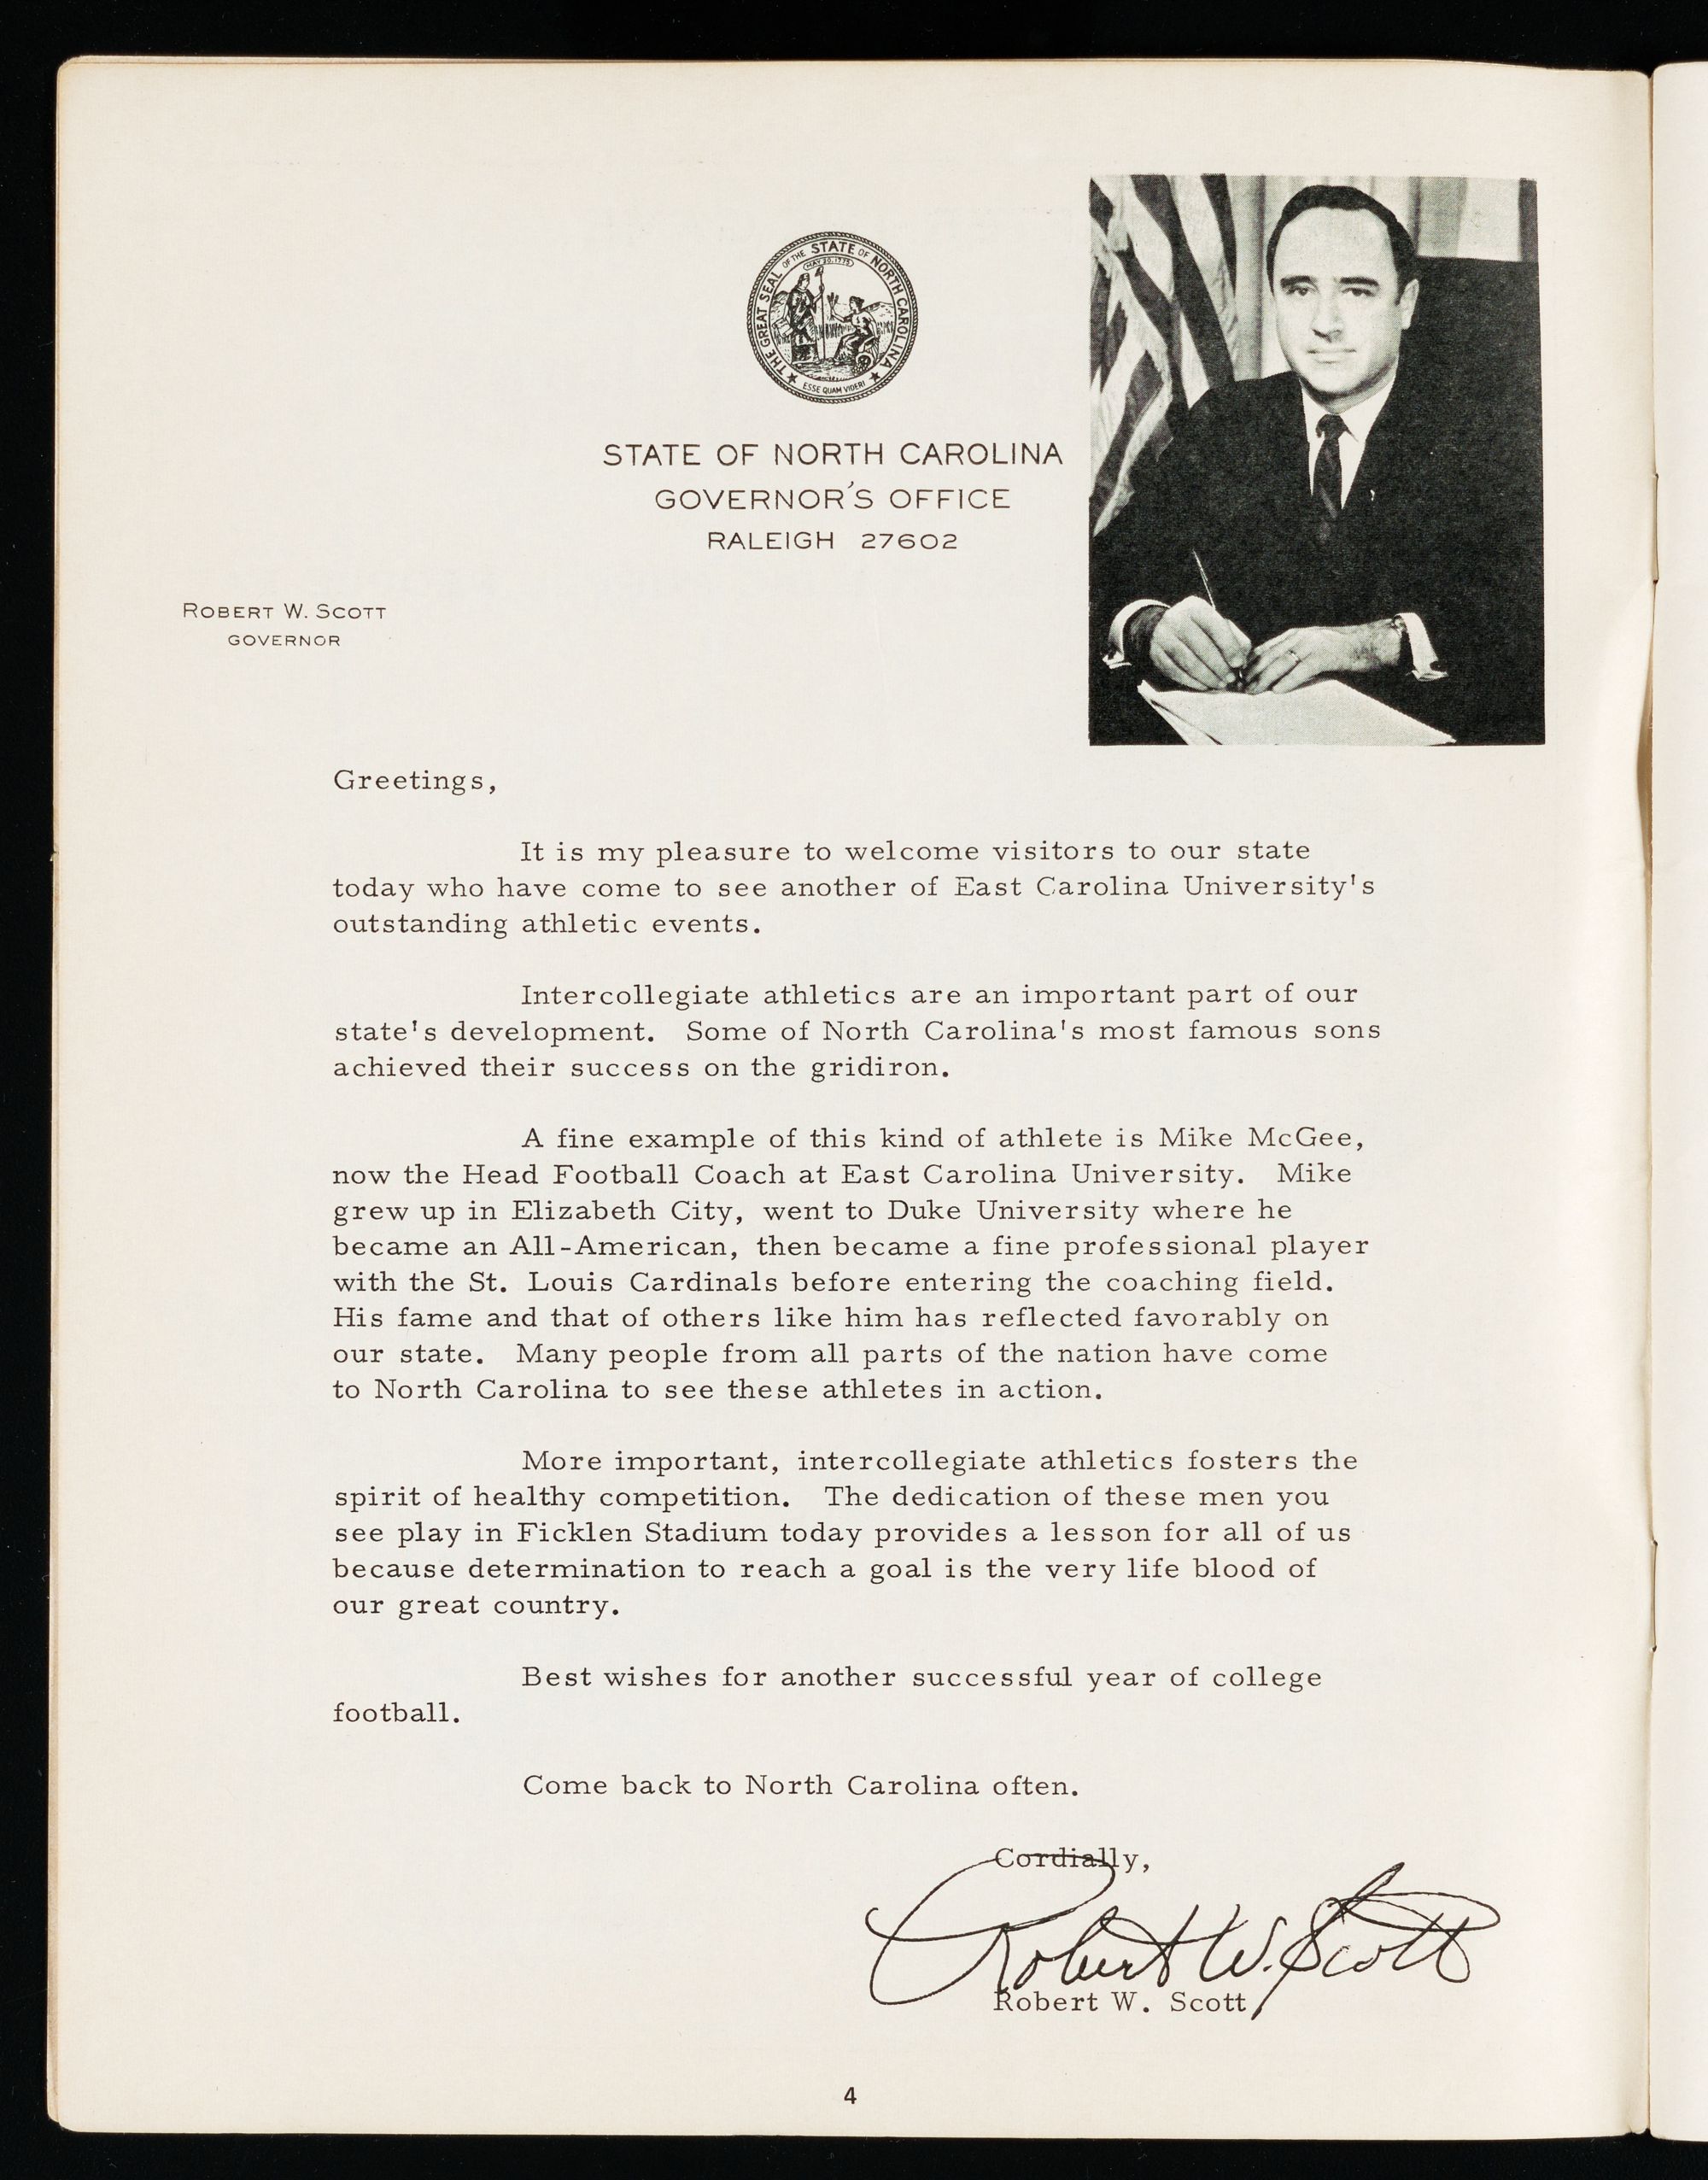 THE GREAT SEAL OF THE STATE OF NORTH CAROLINA
MAY 20, 1775
ESSE QUAM VIDERI
STATE OF NORTH CAROLINA
GOVERNOR'S OFFICE
RALEIGH 27602
ROBERT W. SCOTT
GOVERNOR
Greetings,
It is my pleasure to welcome visitors to our state
today who have come to see another of East Carolina University's
outstanding athletic events.
Intercollegiate athletics are an important part of our
state's development. Some of North Carolina's most famous sons
achieved their success on the gridiron.
A fine example of this kind of athlete is Mike McGee,
now the Head Football Coach at East Carolina University. Mike
grew up in Elizabeth City, went to Duke University where he
became an All-American, then became a fine professional player
with the St. Louis Cardinals before entering the coaching field.
His fame and that of others like him has reflected favorably on
our state. Many people from all parts of the nation have come
to North Carolina to see these athletes in action.
More important, intercollegiate athletics fosters the
spirit of healthy competition. The dedication of these men you
see play in Ficklen Stadium today provides a lesson for all of us
because determination to reach a goal is the very life blood of
our great country.
Best wishes for another successful year of college
football.
Come back to North Carolina often.
Cordially,
Robert W. Scott
Robert W. Scott
4